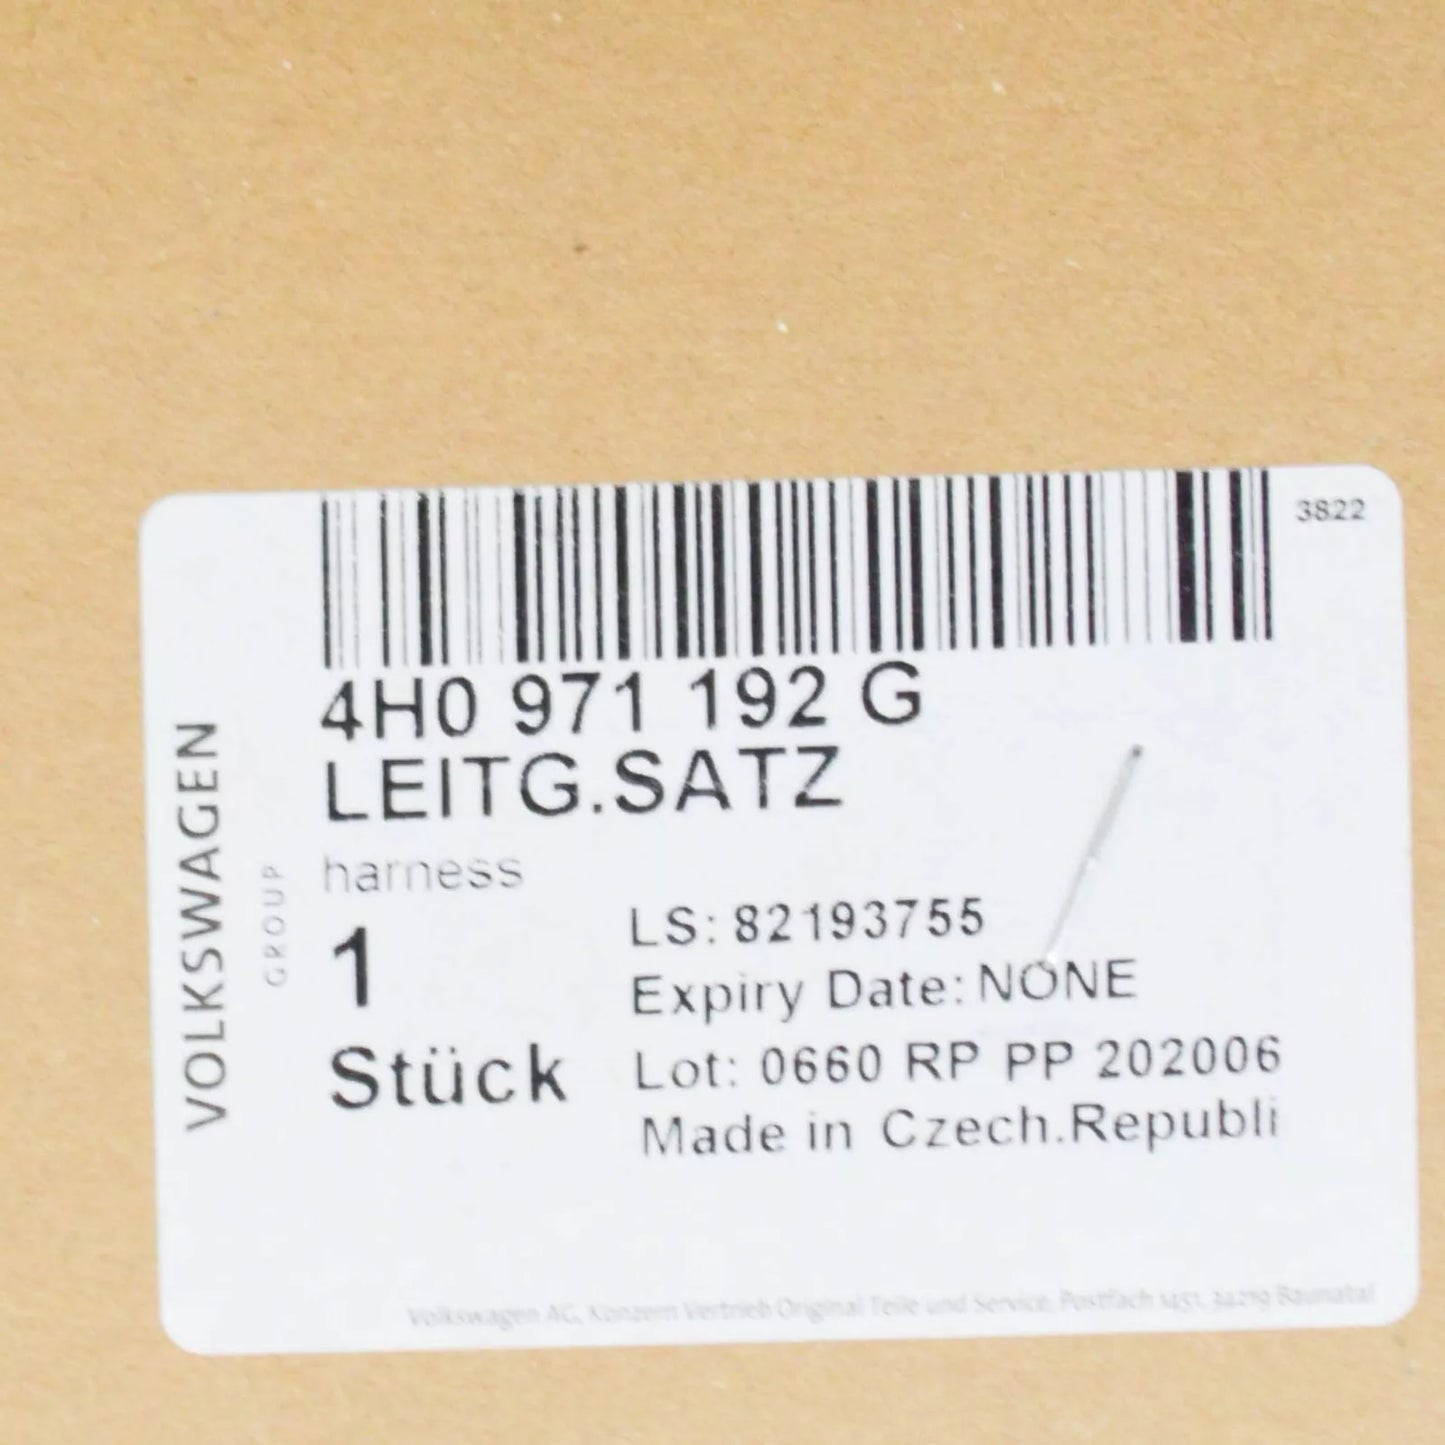 3822
4H0 971 192 G
LEITG.SATZ
harness
1
Stück
LS: 82193755
Expiry Date: NONE
Lot: 0660 RP PP 202006
Made in Czech.Republi
VOLKSWAGEN
GROUP
Volkswagen AG, Konzern Vertrieb Original Teile und Service, Postfach 1451, 34219 Baunatal